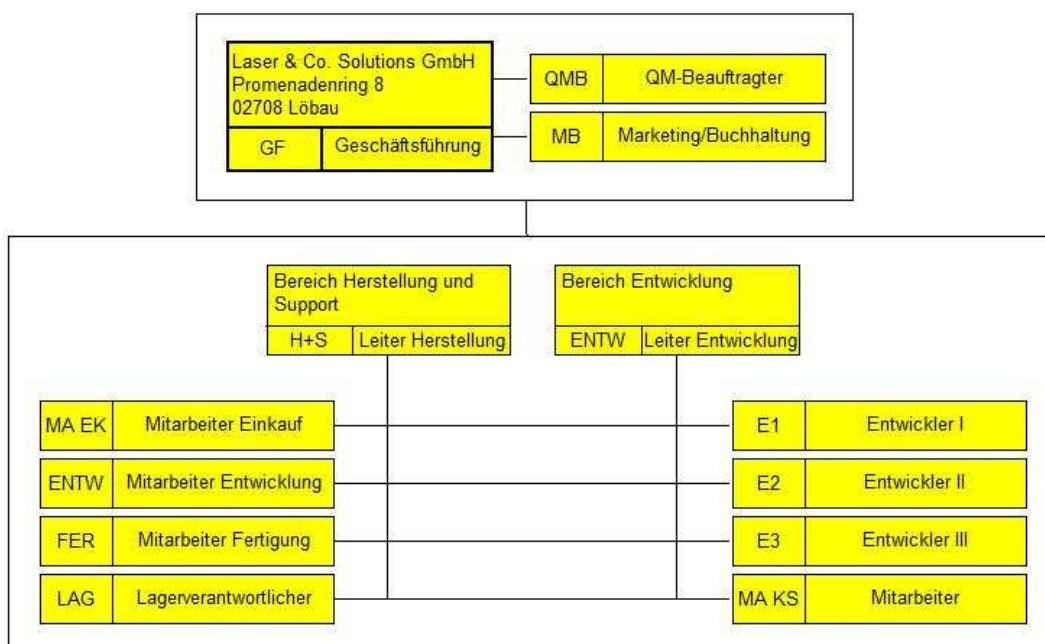 Laser & Co. Solutions GmbH
Promenadenring 8
02708 Löbau
GF Geschäftsführung
QMB QM-Beauftragter
MB Marketing/Buchhaltung
Bereich Herstellung und
Support
H+S Leiter Herstellung
Bereich Entwicklung
ENTW Leiter Entwicklung
MA EK Mitarbeiter Einkauf
ENTW Mitarbeiter Entwicklung
FER Mitarbeiter Fertigung
LAG Lagerverantwortlicher
E1 Entwickler I
E2 Entwickler II
E3 Entwickler III
MA KS Mitarbeiter